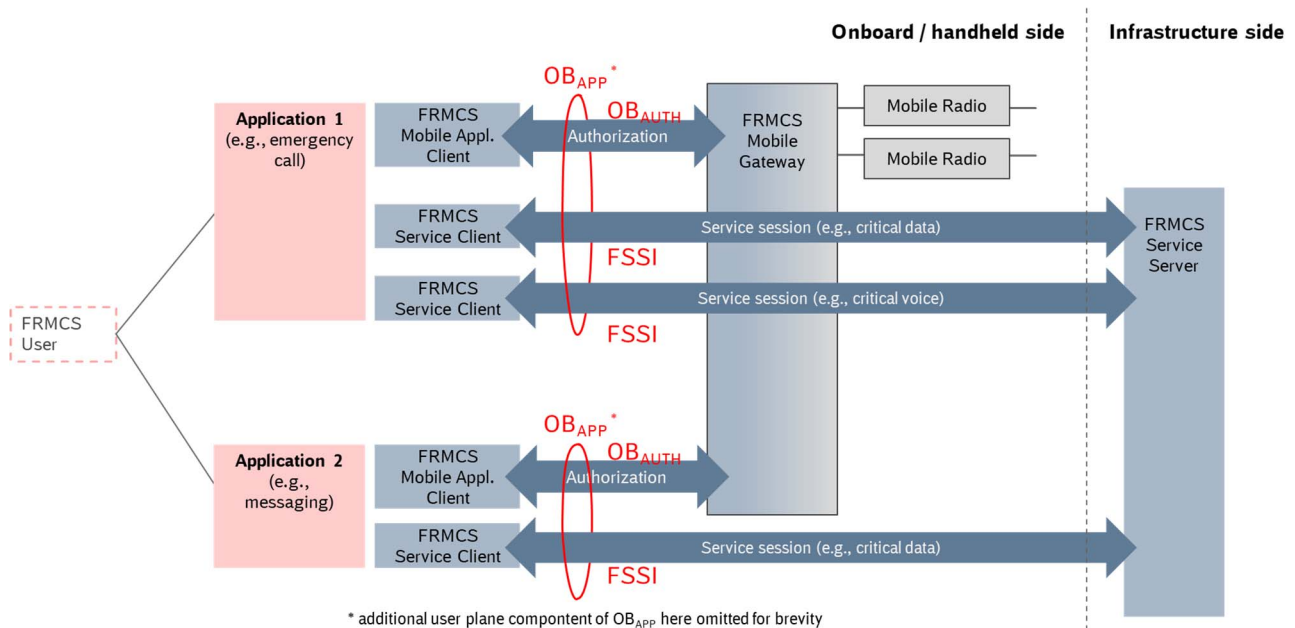 Onboard / handheld side
Infrastructure side
OBAPP*
OBAUTH
Application 1
(e.g., emergency
call)
FRMCS
Mobile Appl.
Client
Authorization
FRMCS
Mobile
Gateway
Mobile Radio
Mobile Radio
FRMCS
Service Client
Service session (e.g., critical data)
FSSI
FRMCS
Service
Server
FRMCS
Service Client
Service session (e.g., critical voice)
FSSI
FRMCS
User
OBAPP*
OBAUTH
Application 2
(e.g.,
messaging)
FRMCS
Mobile Appl.
Client
Authorization
FRMCS
Service Client
Service session (e.g., critical data)
FSSI
* additional user plane compontent of OBAPP here omitted for brevity